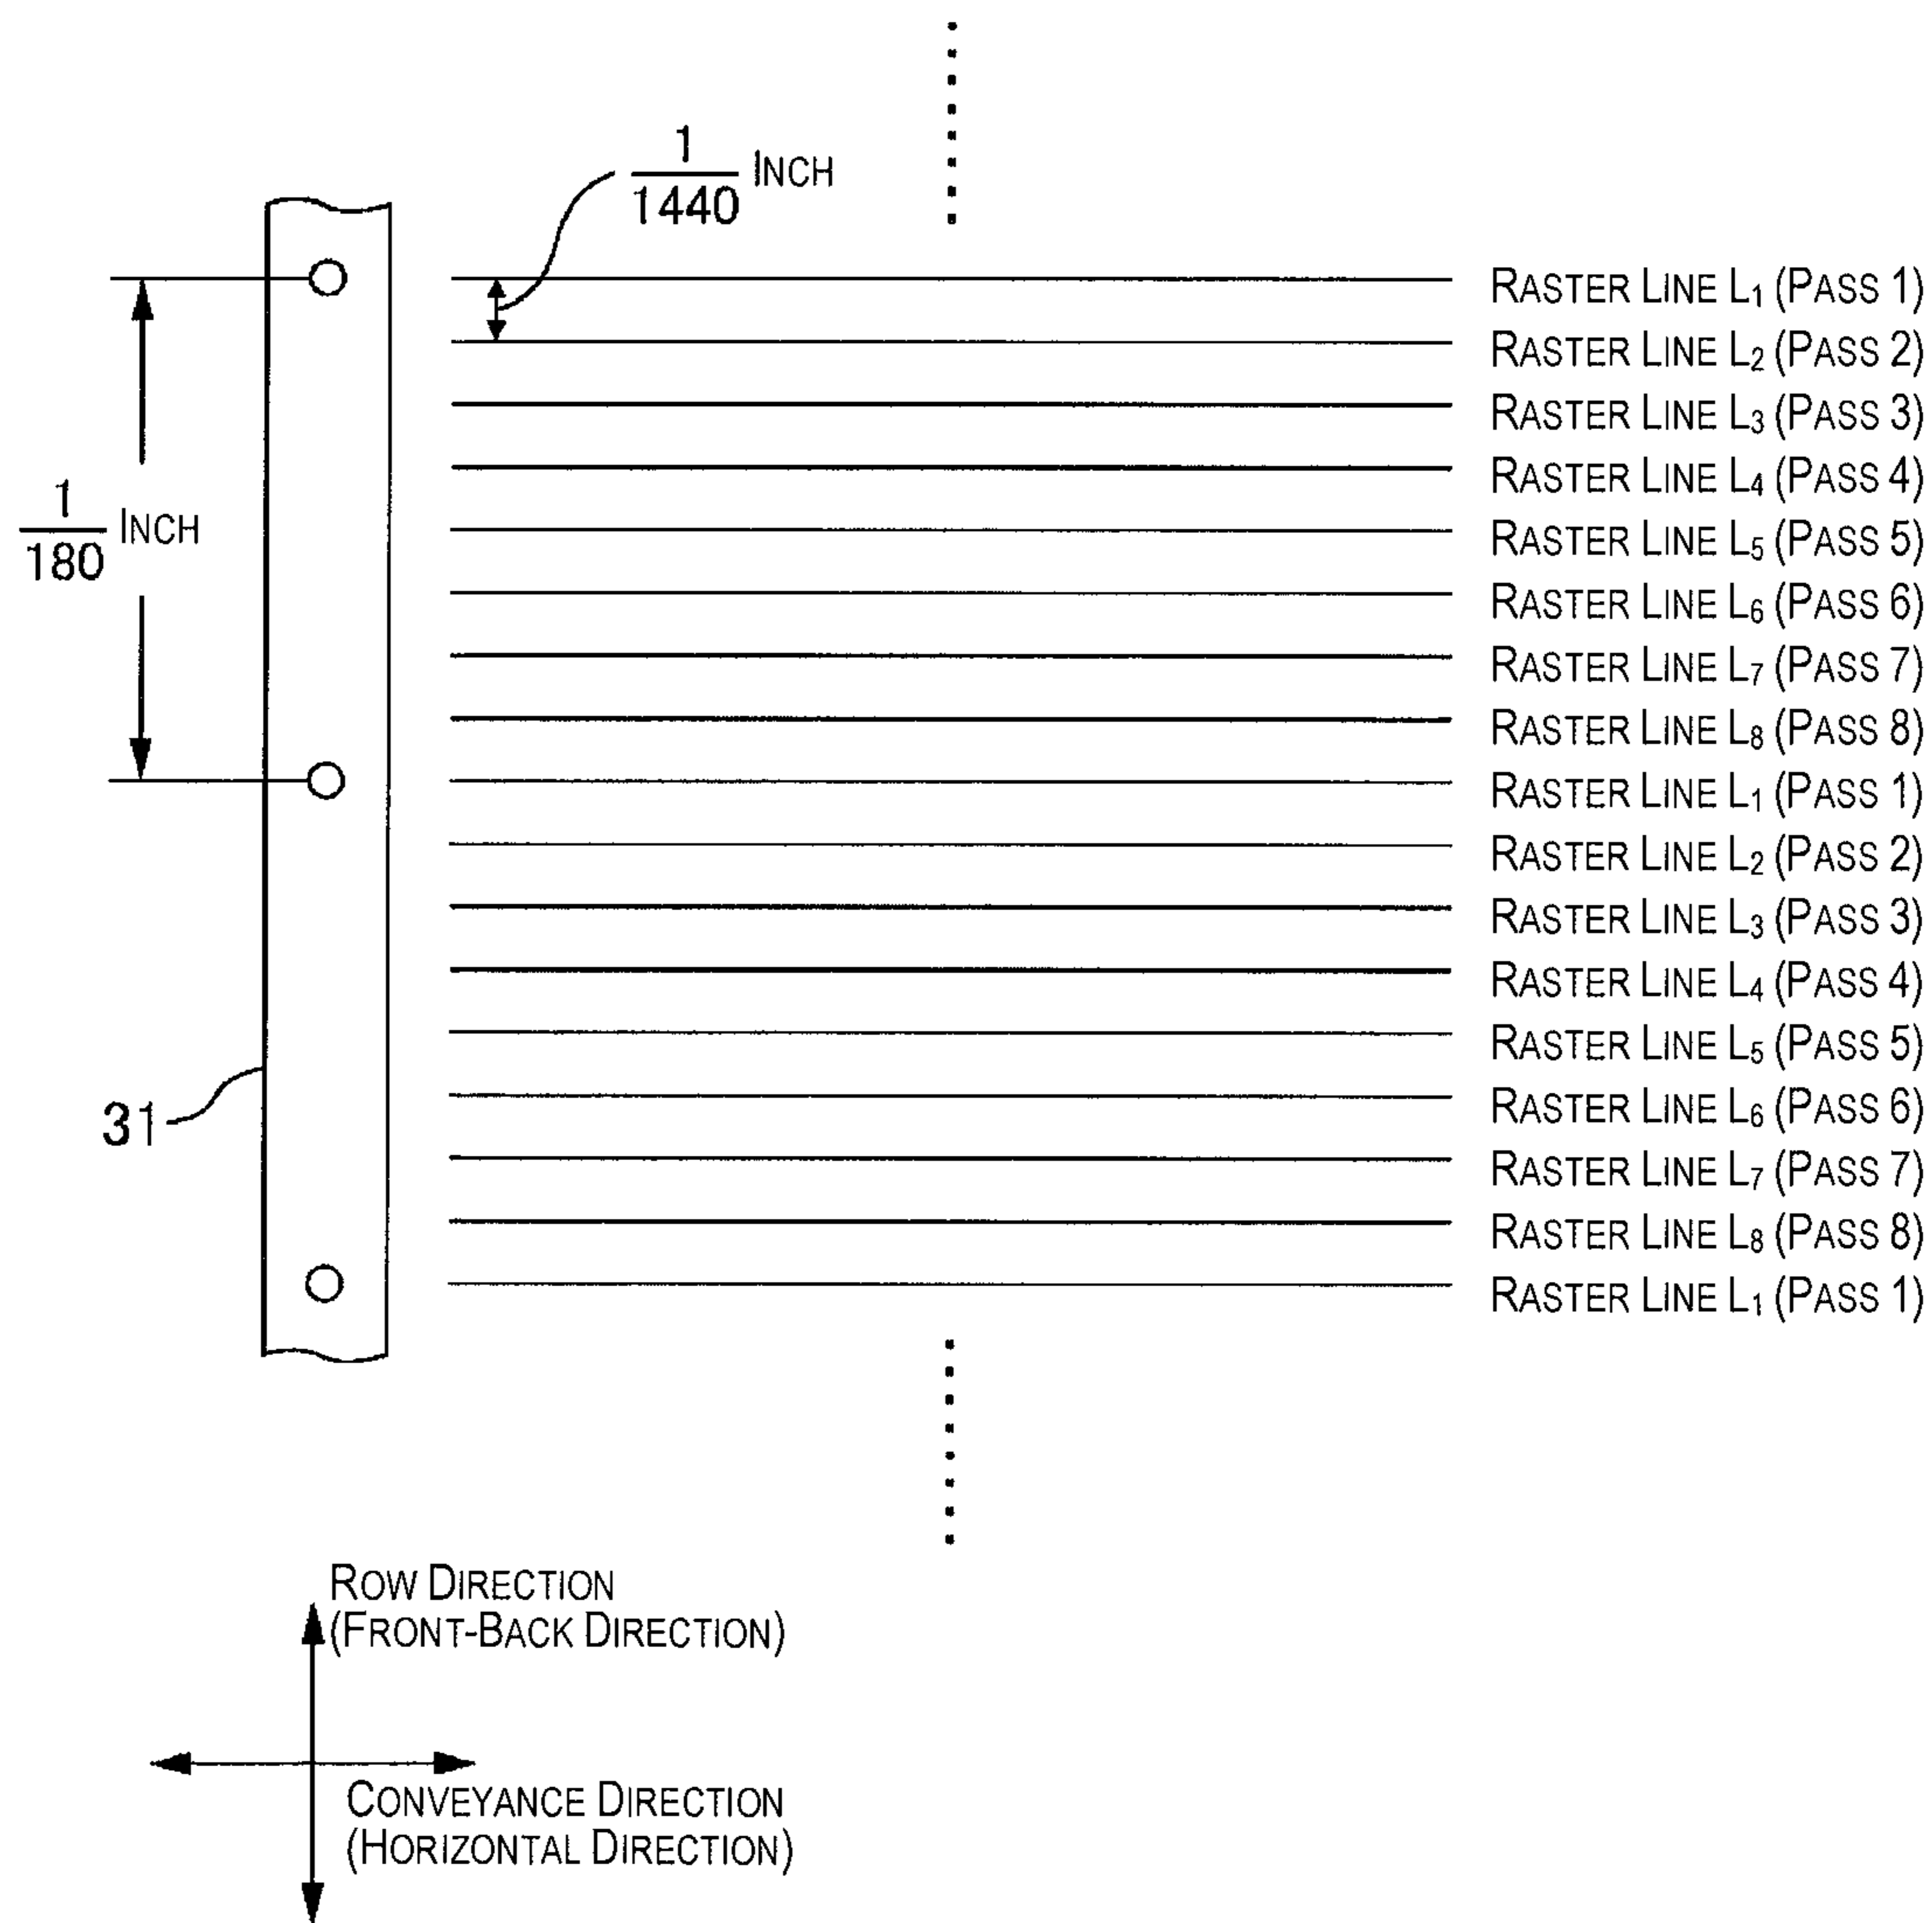 1/1440 INCH
RASTER LINE L1 (PASS 1)
RASTER LINE L2 (PASS 2)
RASTER LINE L3 (PASS 3)
RASTER LINE L4 (PASS 4)
1/180 INCH
RASTER LINE L5 (PASS 5)
RASTER LINE L6 (PASS 6)
RASTER LINE L7 (PASS 7)
RASTER LINE L8 (PASS 8)
RASTER LINE L1 (PASS 1)
RASTER LINE L2 (PASS 2)
RASTER LINE L3 (PASS 3)
RASTER LINE L4 (PASS 4)
RASTER LINE L5 (PASS 5)
31
RASTER LINE L6 (PASS 6)
RASTER LINE L7 (PASS 7)
RASTER LINE L8 (PASS 8)
RASTER LINE L1 (PASS 1)
ROW DIRECTION
(FRONT-BACK DIRECTION)
CONVEYANCE DIRECTION
(HORIZONTAL DIRECTION)